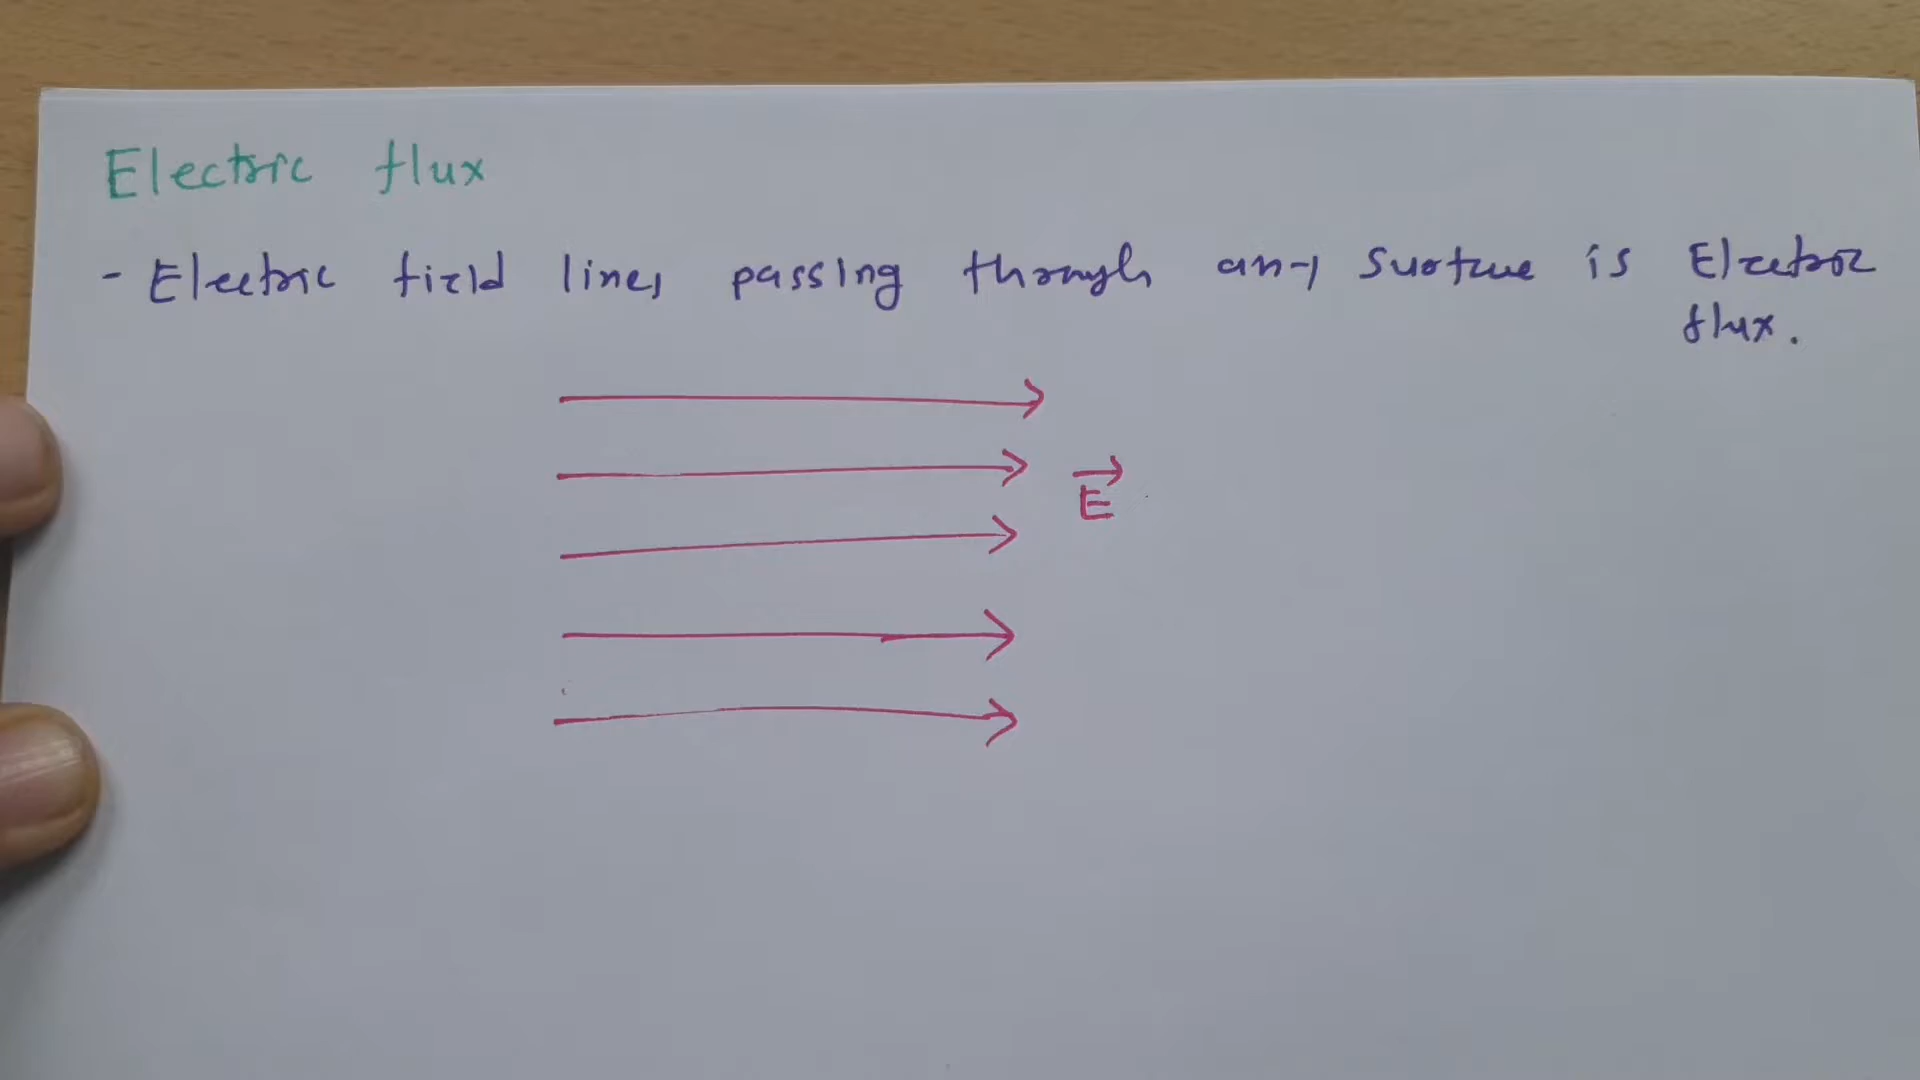 Electric flux
- Electric field lines passing through any surface is Electric
flux.
E